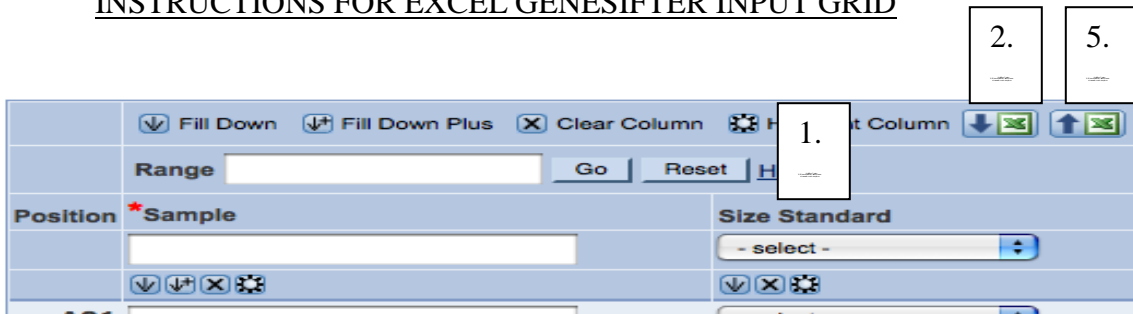 INSTRUCTIONS FOR EXCEL GENESIFTER INPUT GRID
2.
5.
Fill Down Fill Down Plus Clear Column Column
1.
Range Go Reset
Position *Sample Size Standard
- select -